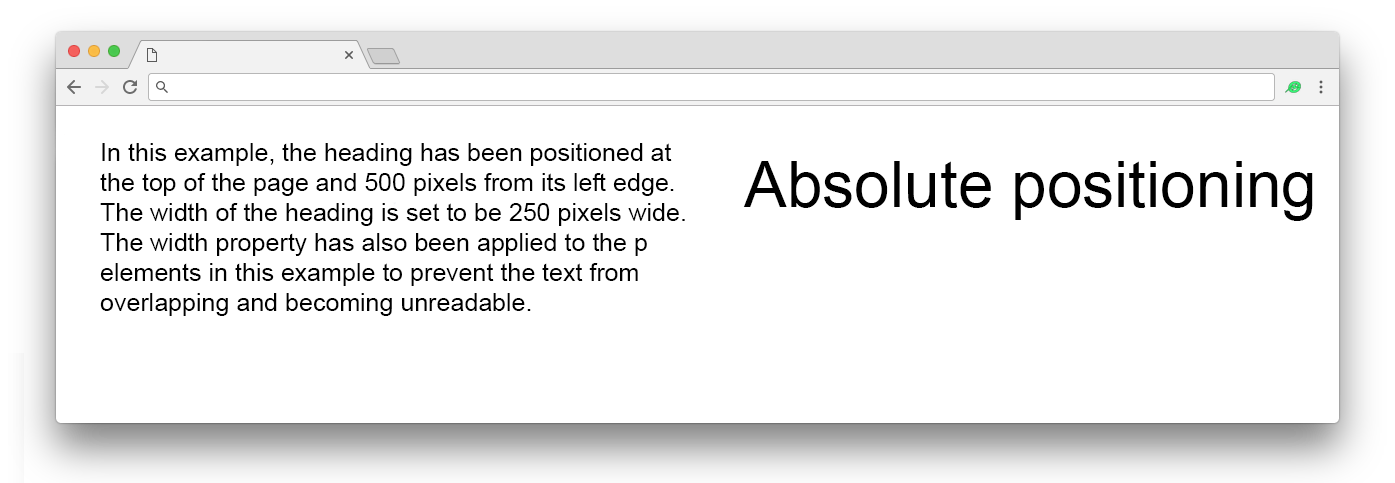 In this example, the heading has been positioned at
the top of the page and 500 pixels from its left edge.
The width of the heading is set to be 250 pixels wide.
The width property has also been applied to the p
elements in this example to prevent the text from
overlapping and becoming unreadable.
Absolute positioning